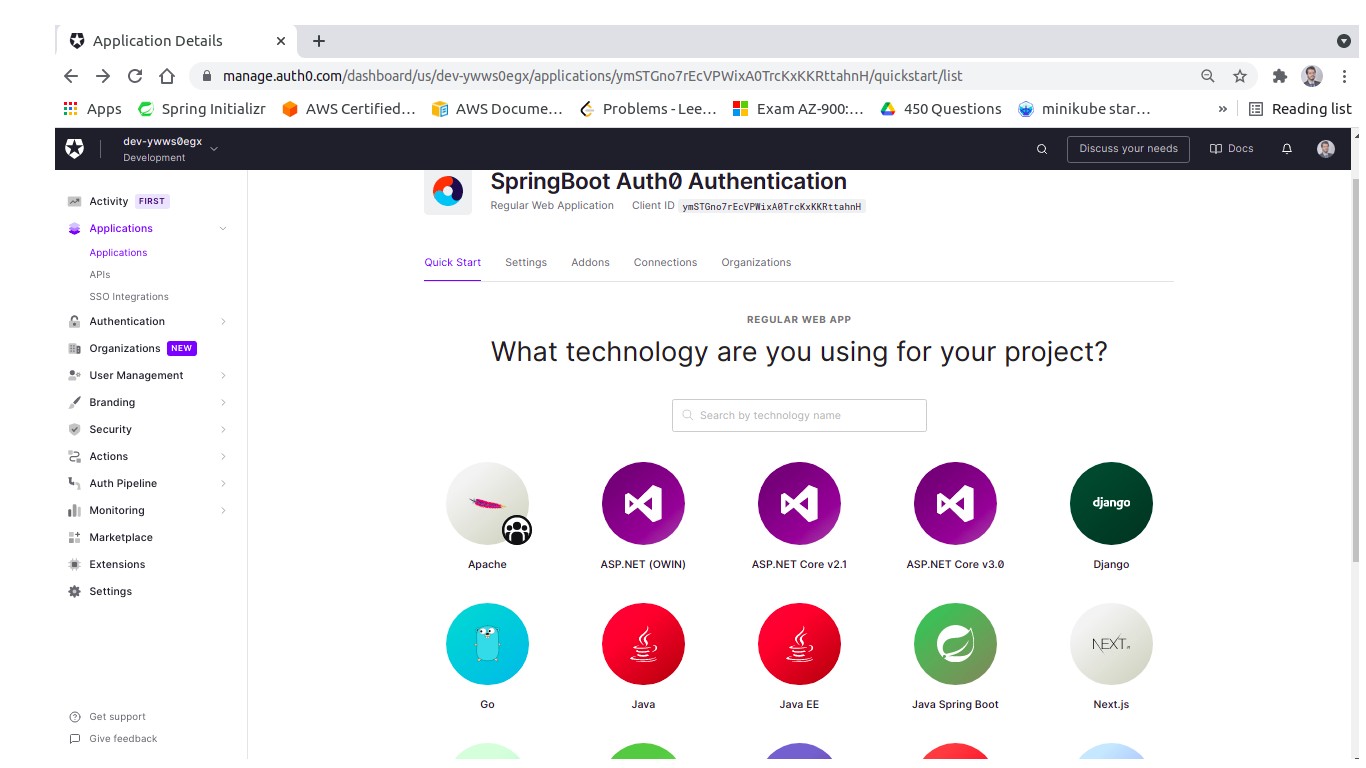 Application Details
manage.auth0.com/dashboard/us/dev-ywws0egx/applications/ymSTGno7rEcVPWixA0TrcKxKKRttahnH/quickstart/list
Apps Spring Initializr AWS Certified... AWS Docume... Problems - Lee... Exam AZ-900:... 450 Questions minikube star... » Reading list
dev-ywws0egx
Development
Discuss your needs Docs
SpringBoot Auth0 Authentication
Regular Web Application Client ID ymSTGno7rEcVPWixA0TrcKxKKRttahnH
Activity FIRST
Applications
Applications
APIs
SSO Integrations
Authentication
Organizations NEW
User Management
Branding
Security
Actions
Auth Pipeline
Monitoring
Marketplace
Extensions
Settings
Get support
Give feedback
Quick Start Settings Addons Connections Organizations
REGULAR WEB APP
What technology are you using for your project?
Search by technology name
django
Apache ASP.NET (OWIN) ASP.NET Core v2.1 ASP.NET Core v3.0 Django
NEXT.js
Go Java Java EE Java Spring Boot Next.js